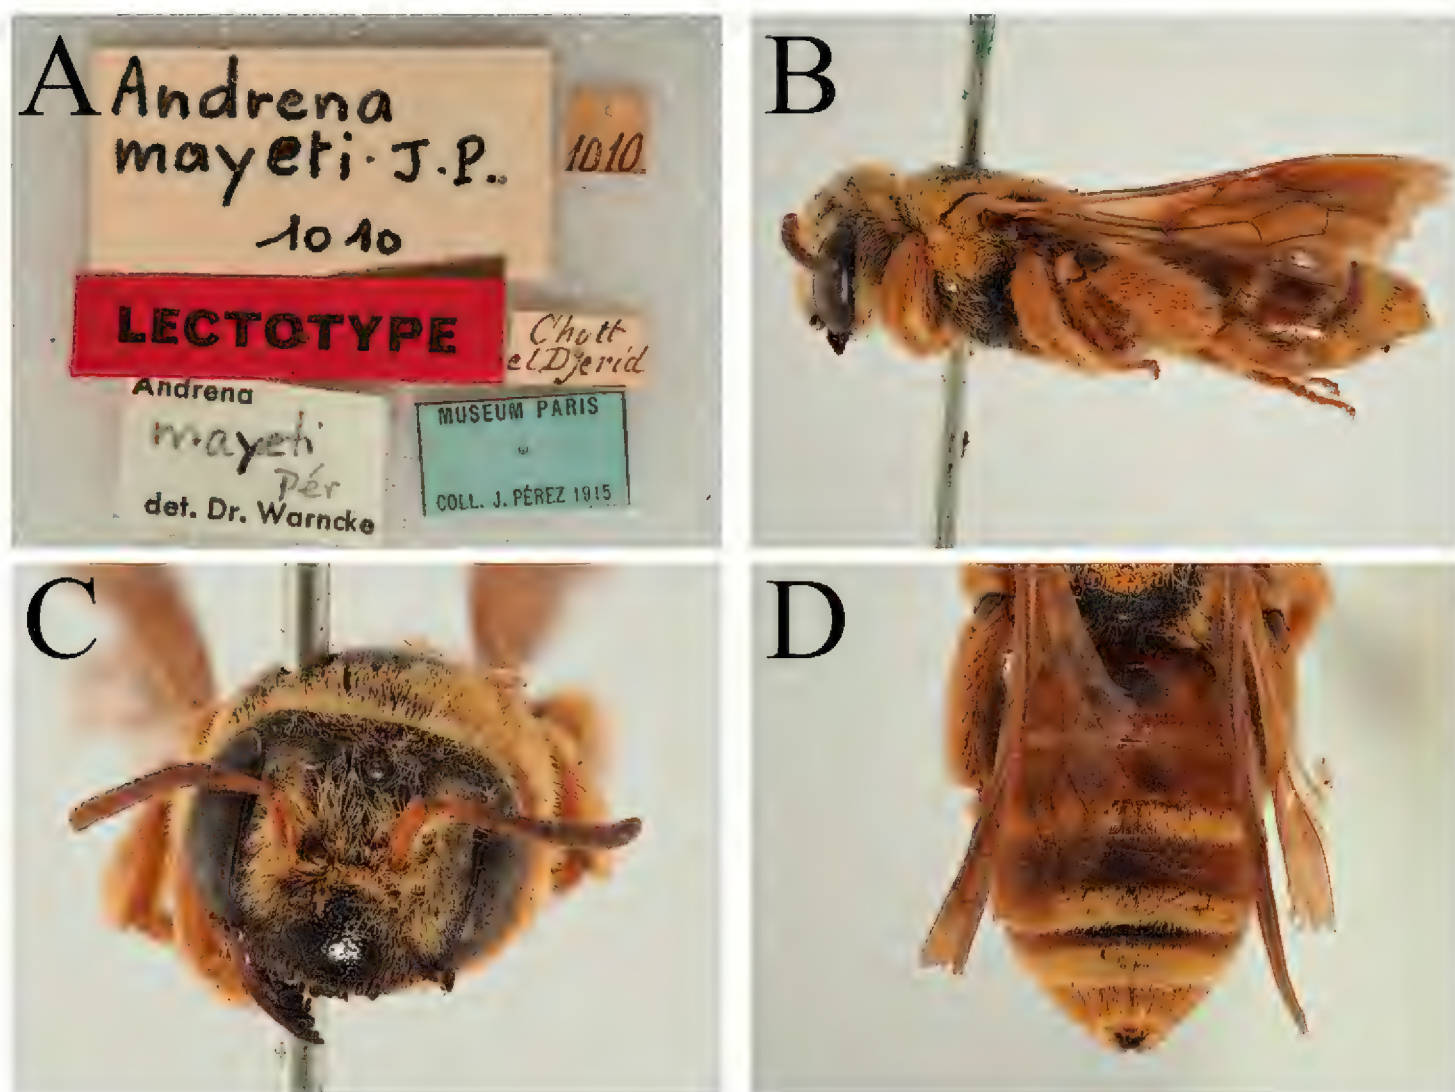 A
Andrena
mayeti. J.P.
1010
1010.
LECTOTYPE
Chott
el Djerid
Andrena
mayeti
Pér
det. Dr. Warncke
MUSEUM PARIS
COLL. J. PÉREZ 1915
B
C
D